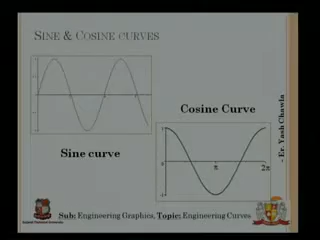 SINE & COSINE CURVES
Cosine Curve
Sine curve
π
2π
- Er. Yash Chawla
Sub: Engineering Graphics, Topic: Engineering Curves